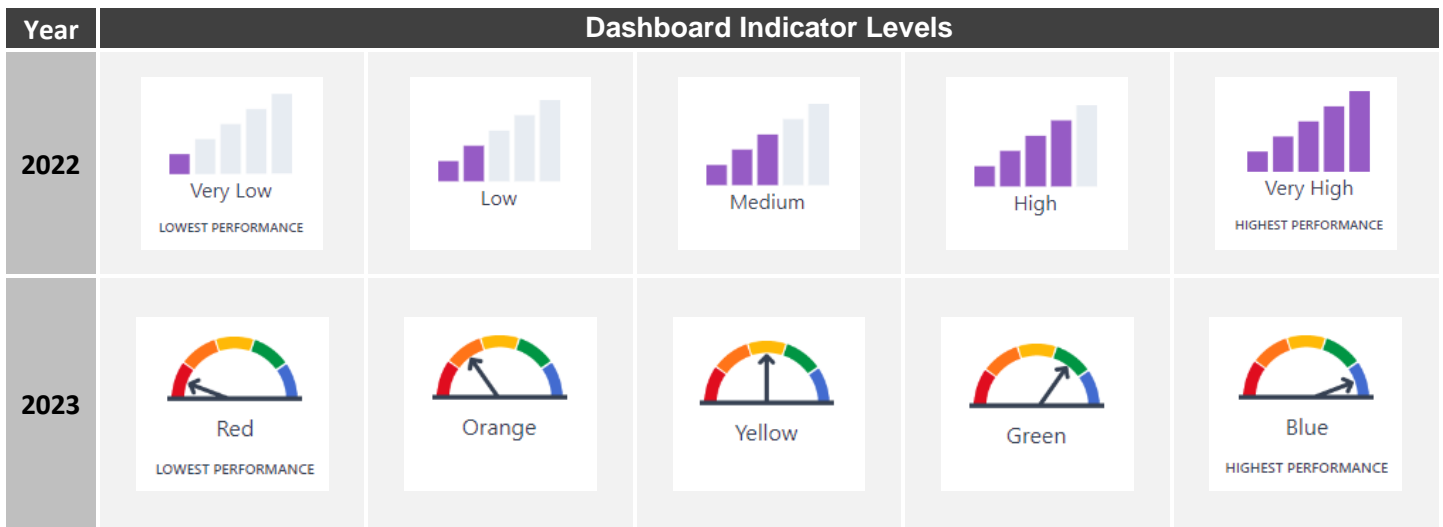 Year Dashboard Indicator Levels
2022
Very Low
LOWEST PERFORMANCE
Low
Medium
High
Very High
HIGHEST PERFORMANCE
2023
Red
LOWEST PERFORMANCE
Orange
Yellow
Green
Blue
HIGHEST PERFORMANCE